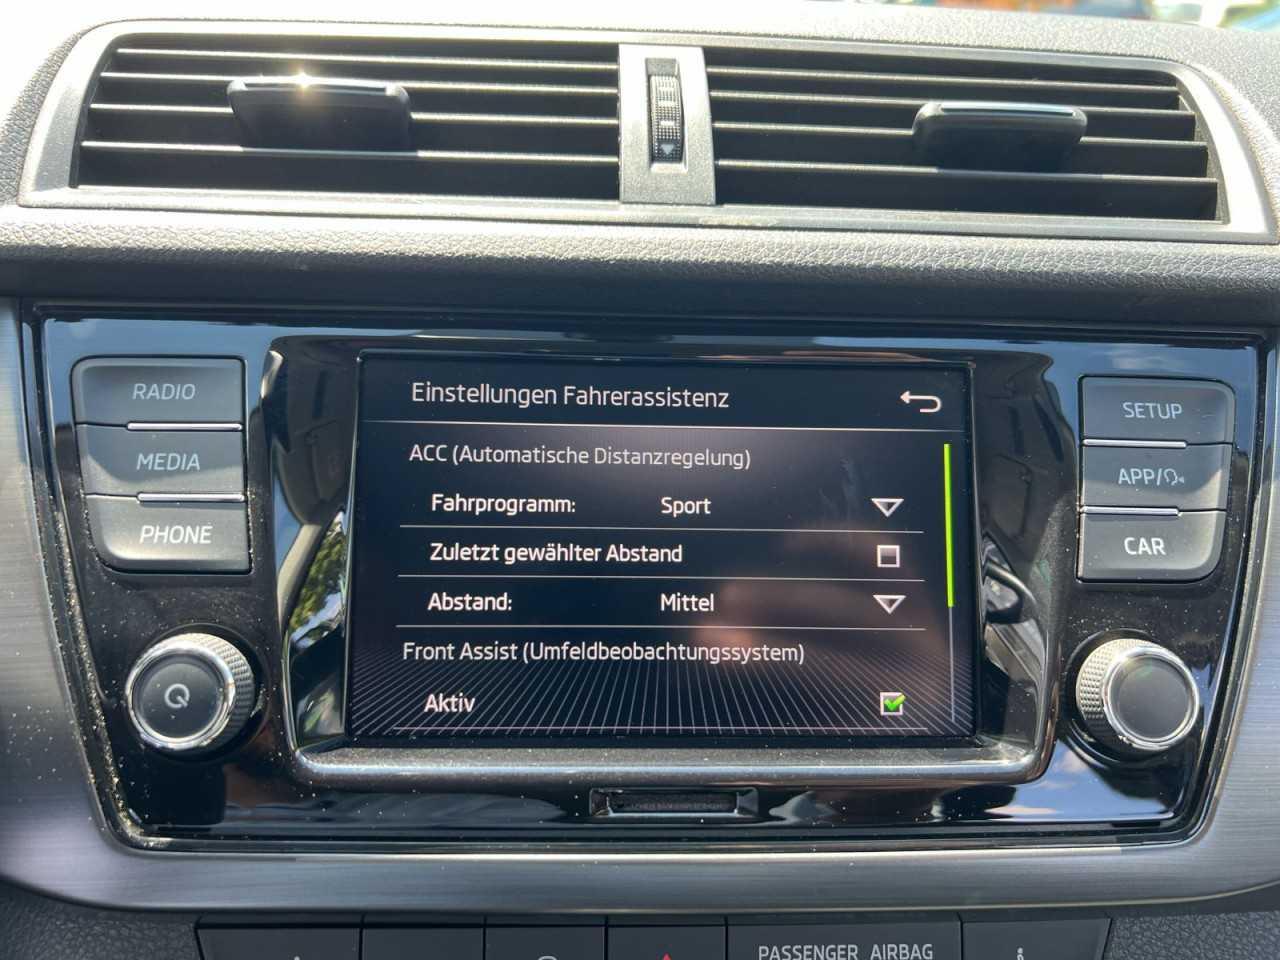 RADIO
MEDIA
PHONE
Einstellungen Fahrerassistenz
ACC (Automatische Distanzregelung)
Fahrprogramm: Sport
Zuletzt gewählter Abstand
Abstand: Mittel
Front Assist (Umfeldbeobachtungssystem)
Aktiv
SETUP
APP/
CAR
PASSENGER AIRBAG